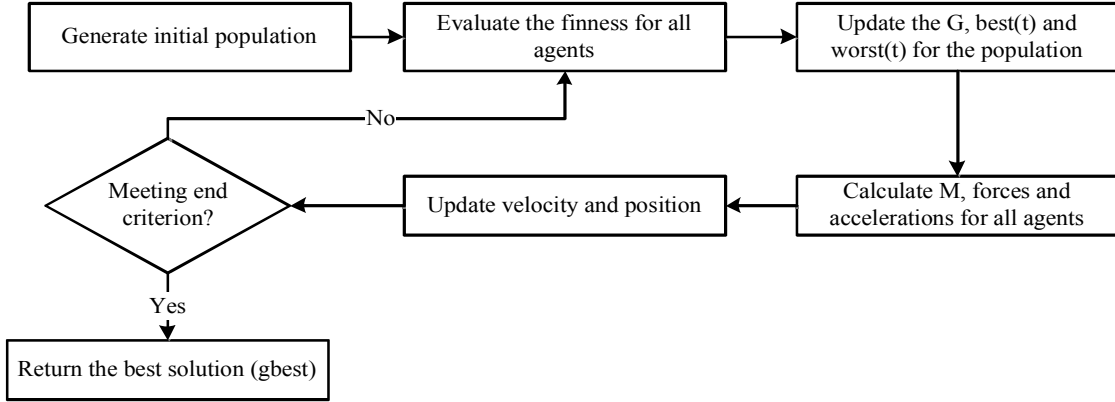 Generate initial population
Evaluate the finness for all
agents
Update the G, best(t) and
worst(t) for the population
No
Meeting end
criterion?
Update velocity and position
Calculate M, forces and
accelerations for all agents
Yes
Return the best solution (gbest)